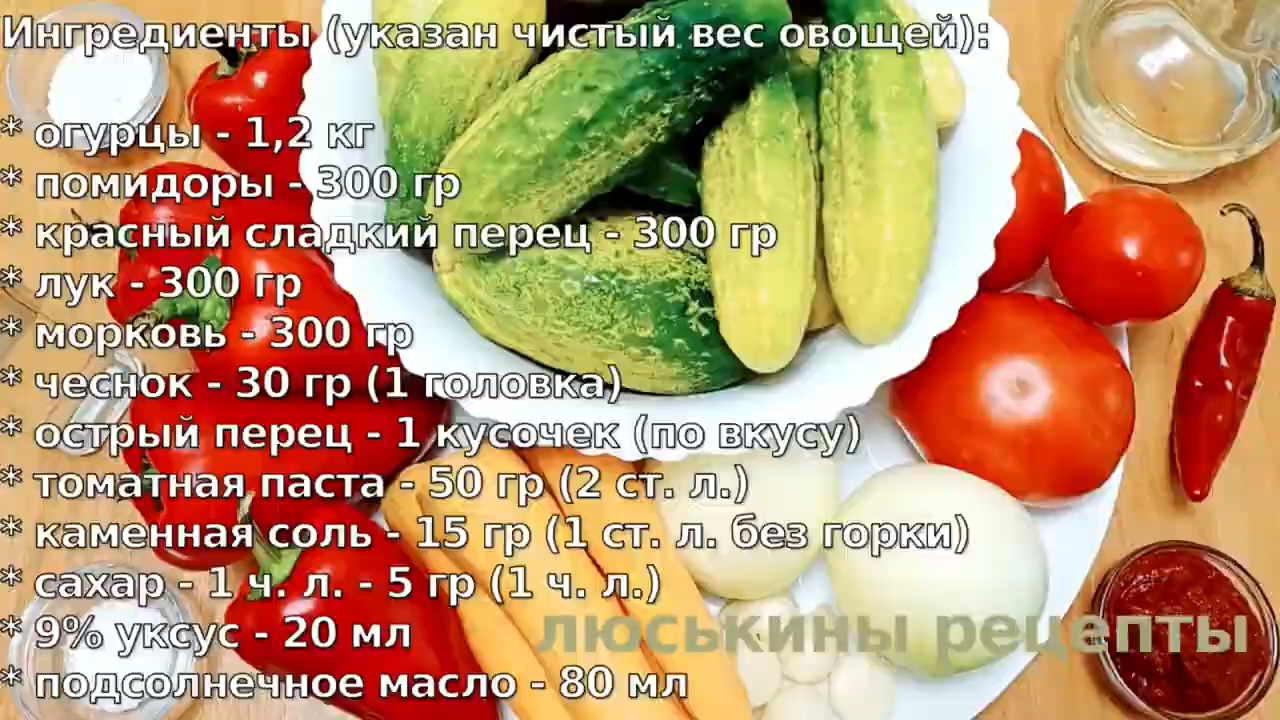 Ингредиенты (указан чистый вес овощей):
* огурцы - 1,2 кг
* помидоры - 300 гр
* красный сладкий перец - 300 гр
* лук - 300 гр
* морковь - 300 гр
* чеснок - 30 гр (1 головка)
* острый перец - 1 кусочек (по вкусу)
* томатная паста - 50 гр (2 ст. л.)
* каменная соль - 15 гр (1 ст. л. без горки)
* сахар - 1 ч. л. - 5 гр (1 ч. л.)
* 9% уксус - 20 мл
люськины рецепты
* подсолнечное масло - 80 мл